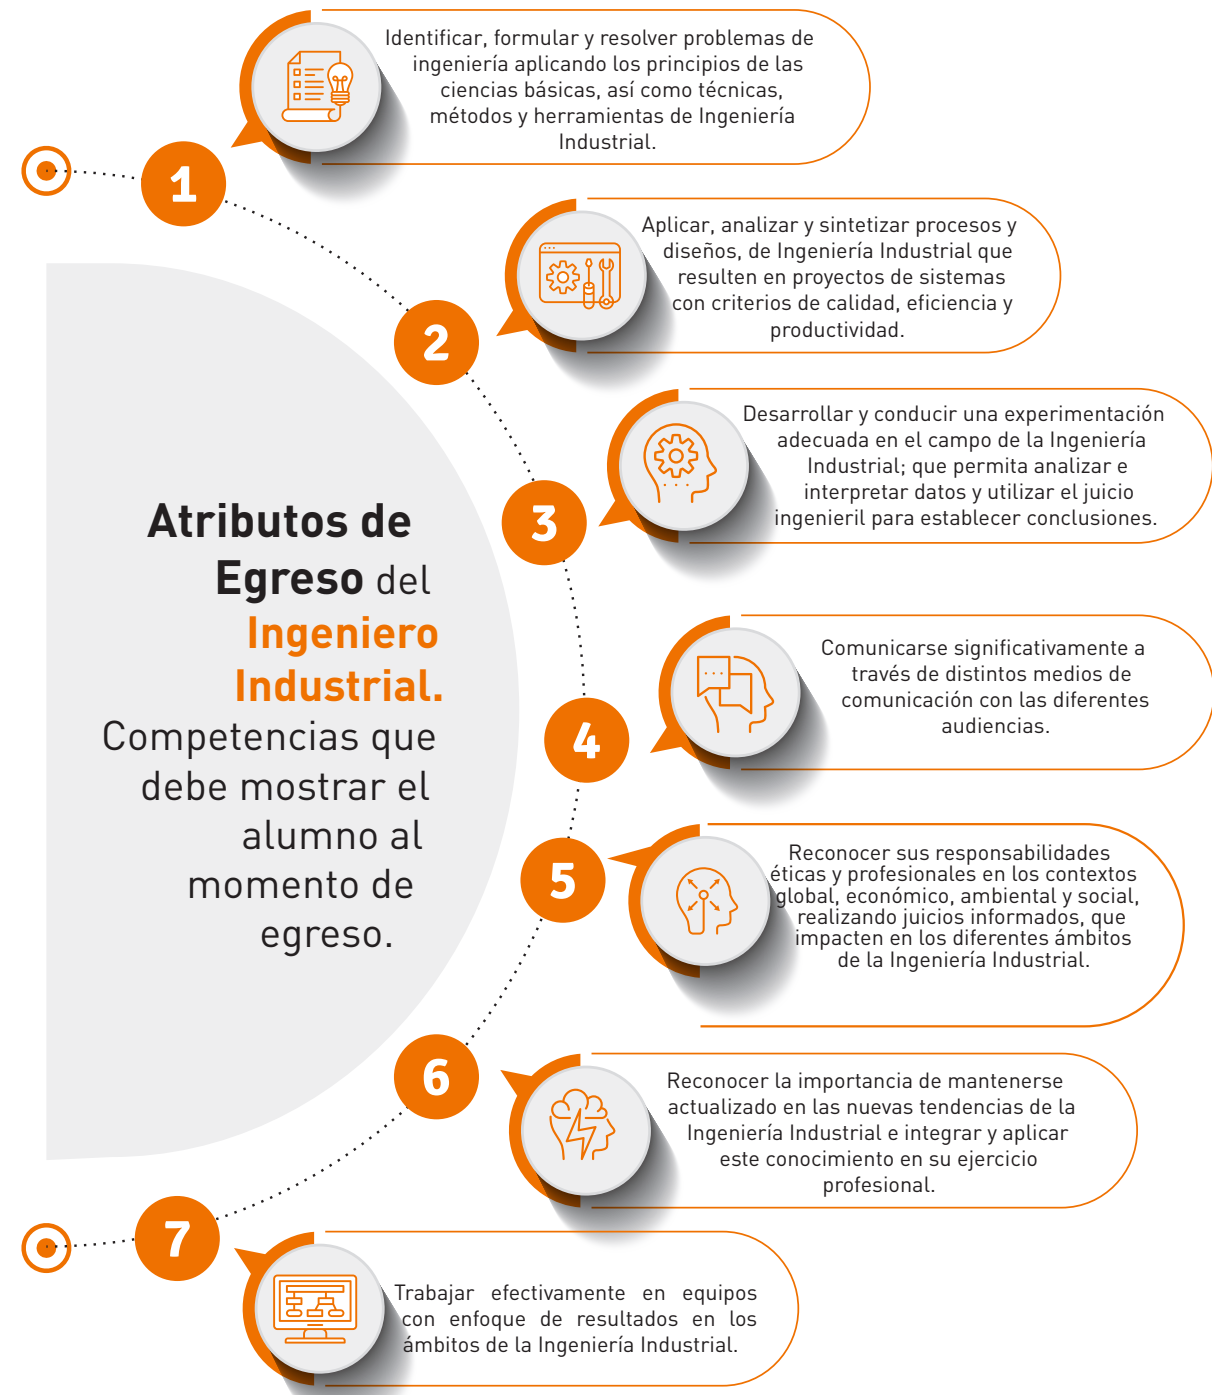 Atributos de
Egreso del
Ingeniero
Industrial.
Competencias que
debe mostrar el
alumno al
momento de
egreso.
1
Identificar, formular y resolver problemas de
ingeniería aplicando los principios de las
ciencias básicas, así como técnicas,
métodos y herramientas de Ingeniería
Industrial.
2
Aplicar, analizar y sintetizar procesos y
diseños, de Ingeniería Industrial que
resulten en proyectos de sistemas
con criterios de calidad, eficiencia y
productividad.
3
Desarrollar y conducir una experimentación
adecuada en el campo de la Ingeniería
Industrial; que permita analizar e
interpretar datos y utilizar el juicio
ingenieril para establecer conclusiones.
4
Comunicarse significativamente a
través de distintos medios de
comunicación con las diferentes
audiencias.
5
Reconocer sus responsabilidades
éticas y profesionales en los contextos
global, económico, ambiental y social,
realizando juicios informados, que
impacten en los diferentes ámbitos
de la Ingeniería Industrial.
6
Reconocer la importancia de mantenerse
actualizado en las nuevas tendencias de la
Ingeniería Industrial e integrar y aplicar
este conocimiento en su ejercicio
profesional.
7
Trabajar efectivamente en equipos
con enfoque de resultados en los
ámbitos de la Ingeniería Industrial.